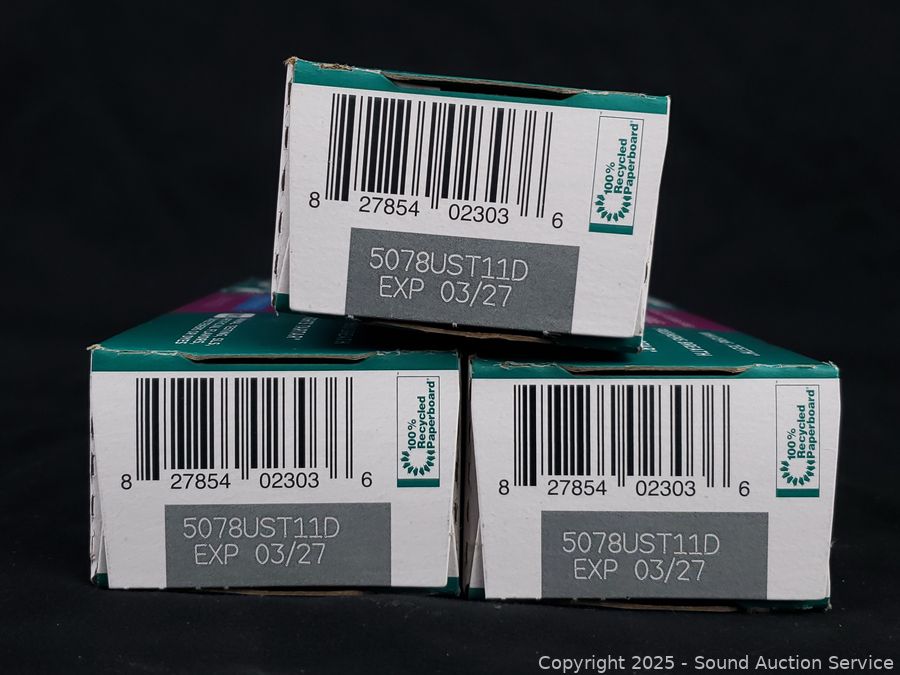 8 27854 02303 6
100%
Recycled
Paperboard
5078UST11D
EXP 03/27
8 27854 02303 6
100%
Recycled
Paperboard
5078UST11D
EXP 03/27
8 27854 02303 6
100%
Recycled
Paperboard
5078UST11D
EXP 03/27
Copyright 2025 - Sound Auction Service